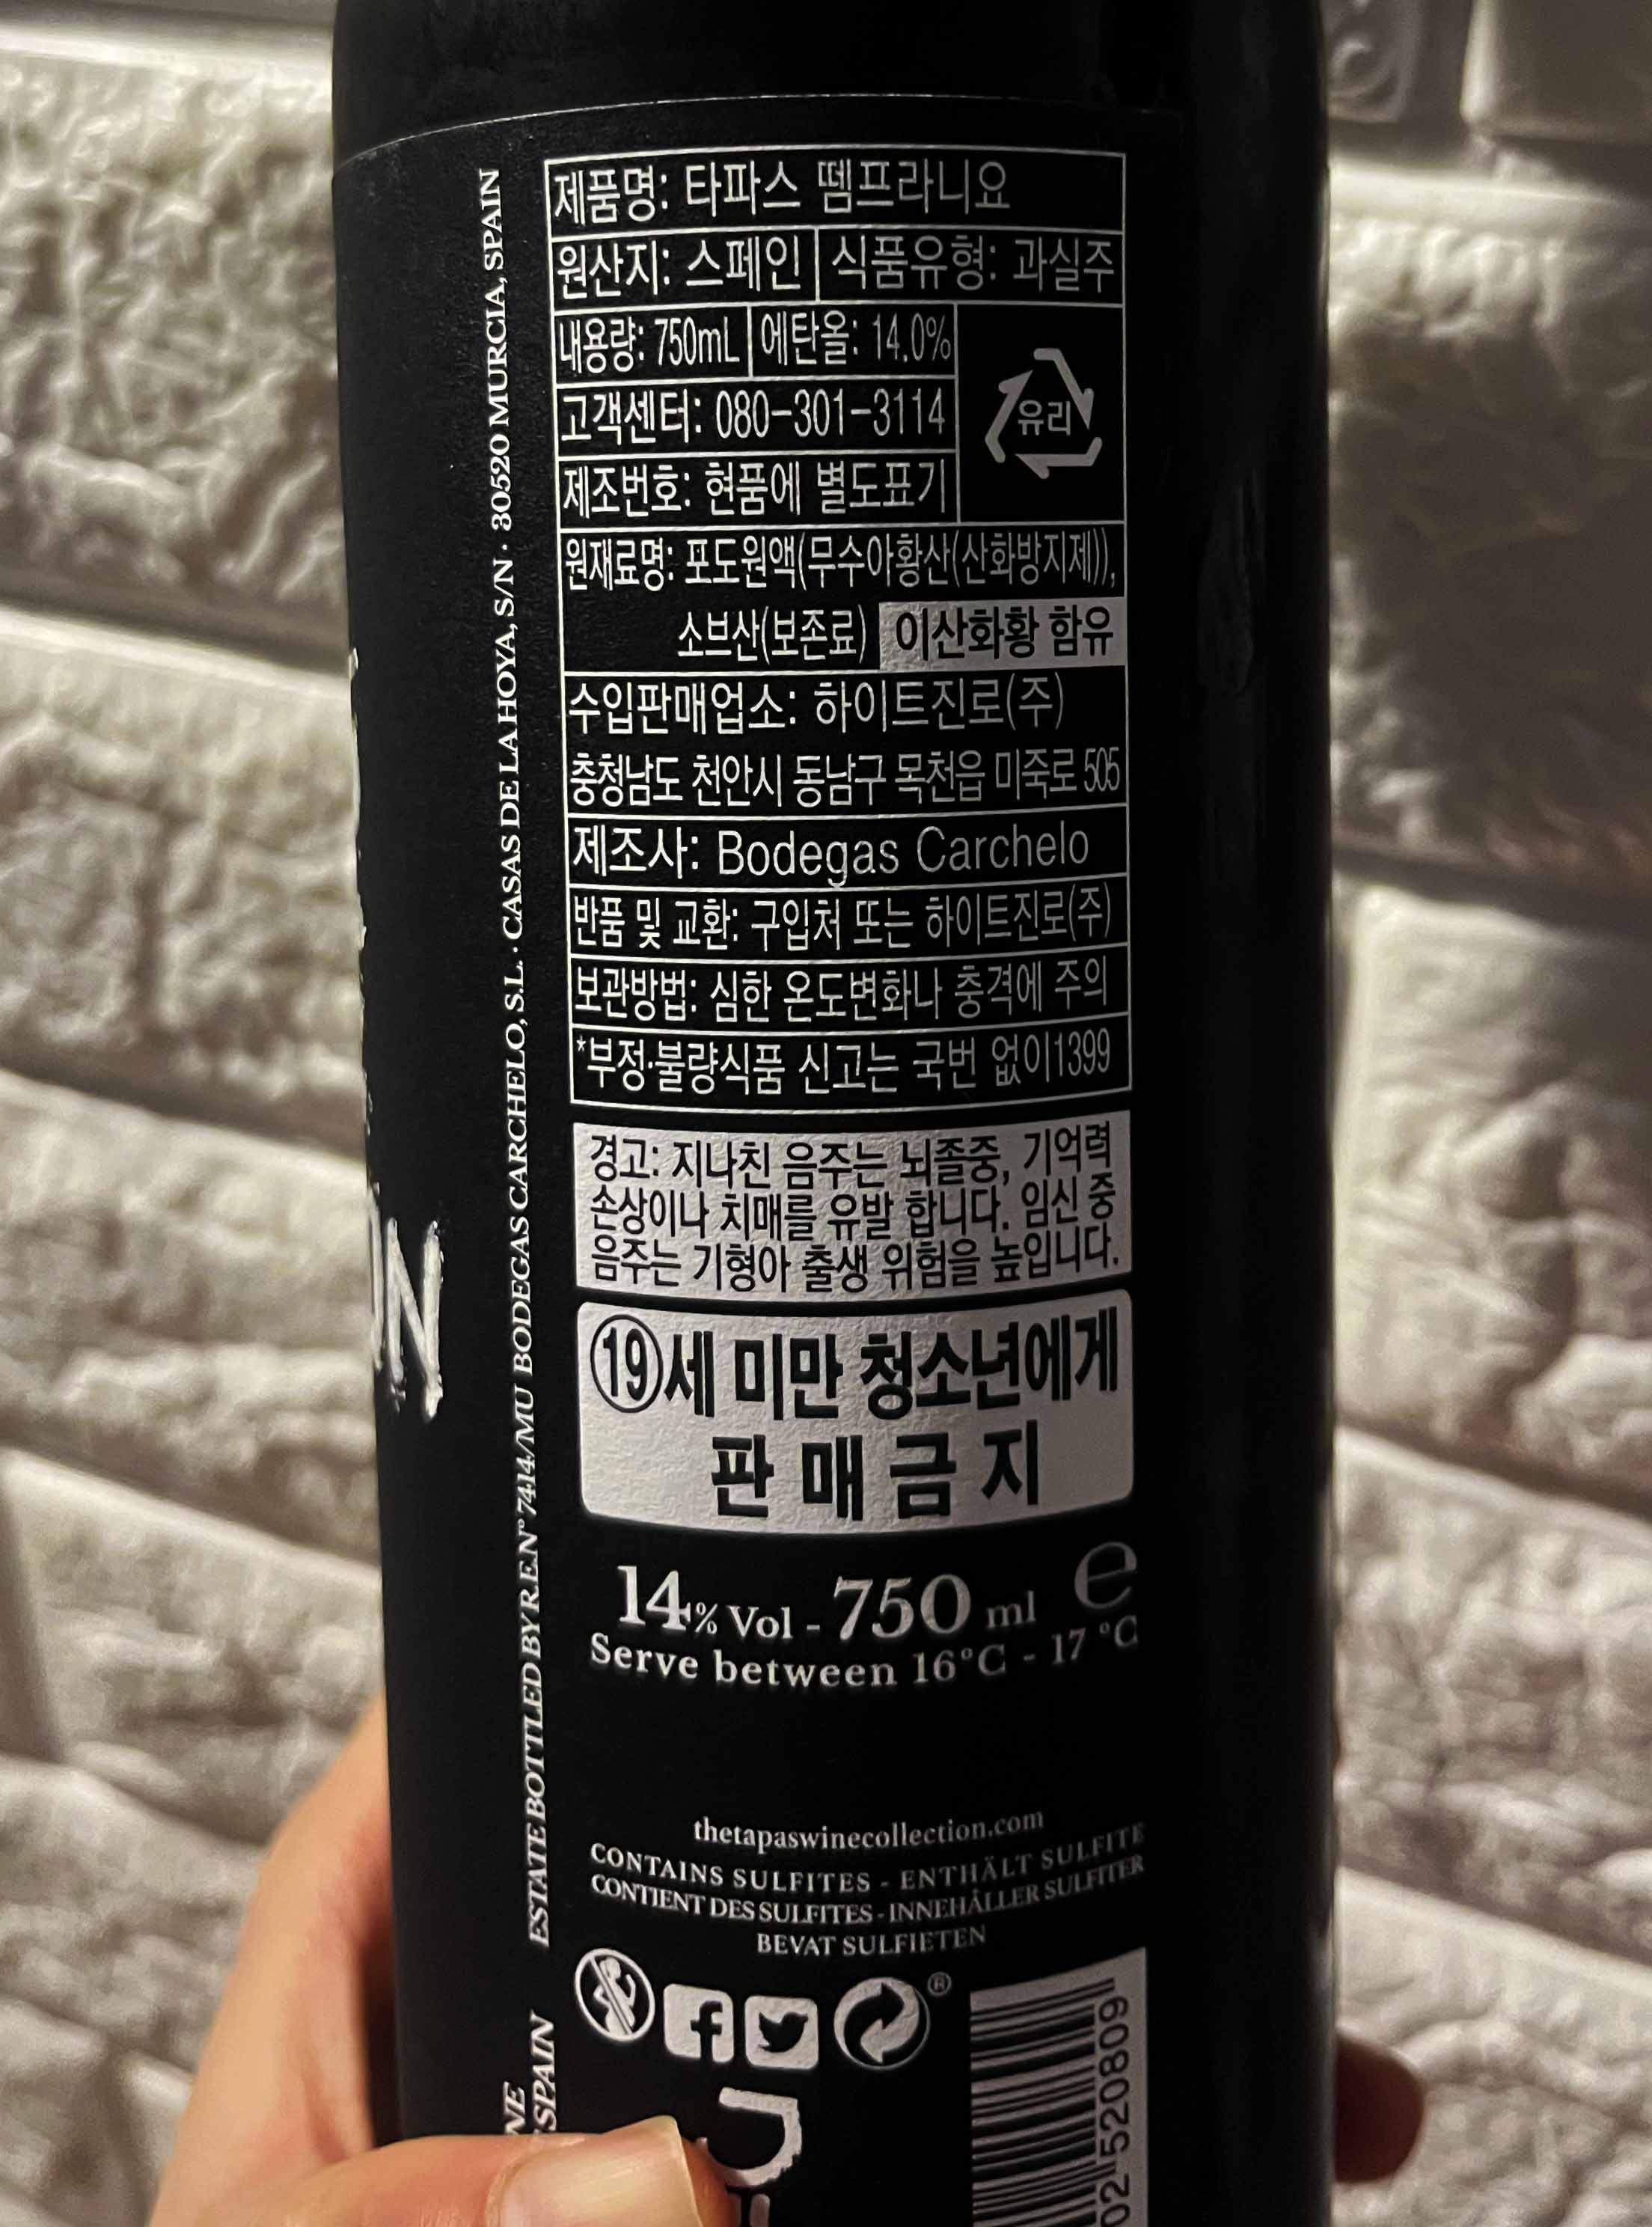 제품명: 타파스 뗌프라니요
원산지: 스페인 식품유형: 과실주
내용량: 750mL 에탄올: 14.0%
고객센터: 080-301-3114
제조번호: 현품에 별도표기
유리
원재료명: 포도원액(무수아황산(산화방지제)),
소브산(보존료) 이산화황 함유
수입판매업소: 하이트진로(주)
충청남도 천안시 동남구 목천읍 미죽로 505
제조사: Bodegas Carchelo
반품 및 교환: 구입처 또는 하이트진로(주)
보관방법: 심한 온도변화나 충격에 주의
*부정·불량식품 신고는 국번 없이1399
경고: 지나친 음주는 뇌졸중, 기억력
손상이나 치매를 유발 합니다. 임신 중
음주는 기형아 출생 위험을 높입니다.
⑲세 미만 청소년에게
판매금지
14% Vol - 750 ml e
Serve between 16°C - 17 °C
thetapaswinecollection.com
CONTAINS SULFITES - ENTHÄLT SULFITE
CONTIENT DES SULFITES - INNEHÅLLER SULFITER
BEVAT SULFIETEN
ESTATE BOTTLED BY R.E.Nº 7414/MU BODEGAS CARCHELO, S.L. · CASAS DE LA HOYA, S/N · 30520 MURCIA, SPAIN
SPAIN